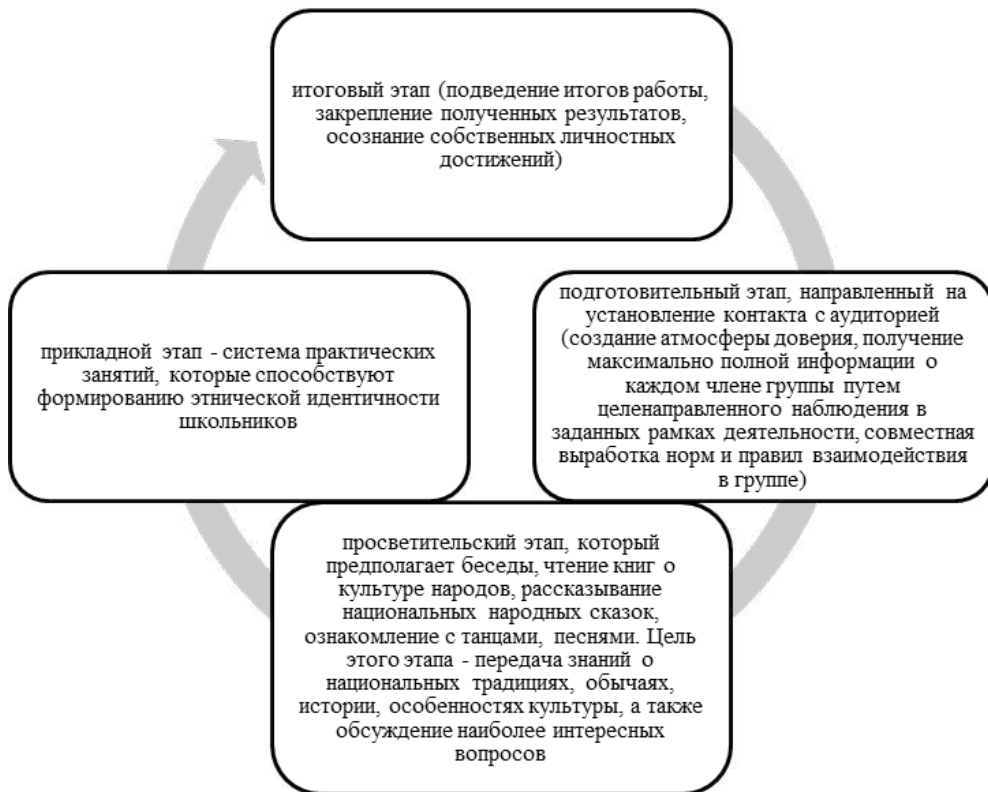 итоговый этап (подведение итогов работы,
закрепление полученных результатов,
осознание собственных личностных
достижений)
подготовительный этап, направленный на
установление контакта с аудиторией
(создание атмосферы доверия, получение
максимально полной информации о
каждом члене группы путем
целенаправленного наблюдения в
заданных рамках деятельности, совместная
выработка норм и правил взаимодействия
в группе)
просветительский этап, который
предполагает беседы, чтение книг о
культуре народов, рассказывание
национальных народных сказок,
ознакомление с танцами, песнями. Цель
этого этапа - передача знаний о
национальных традициях, обычаях,
истории, особенностях культуры, а также
обсуждение наиболее интересных
вопросов
прикладной этап - система практических
занятий, которые способствуют
формированию этнической идентичности
школьников